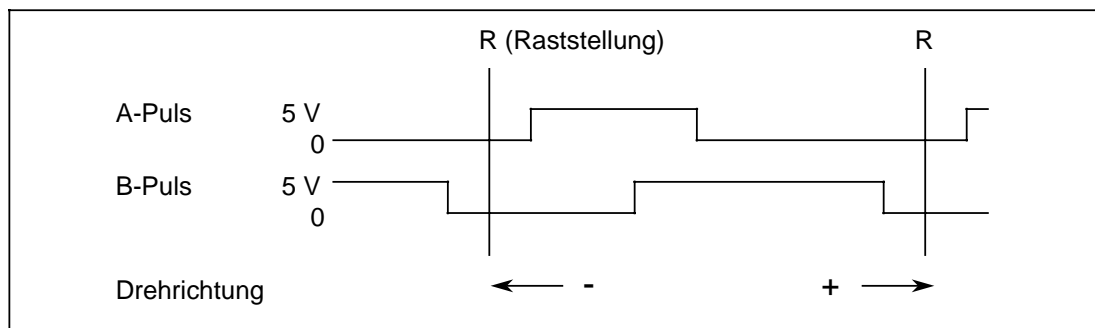 R (Raststellung) R
A-Puls 5 V
0
B-Puls 5 V
0
Drehrichtung - +